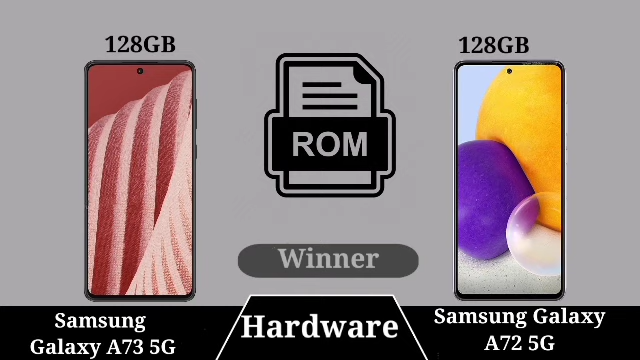 128GB
128GB
ROM
Winner
Samsung
Galaxy A73 5G
Hardware
Samsung Galaxy
A72 5G